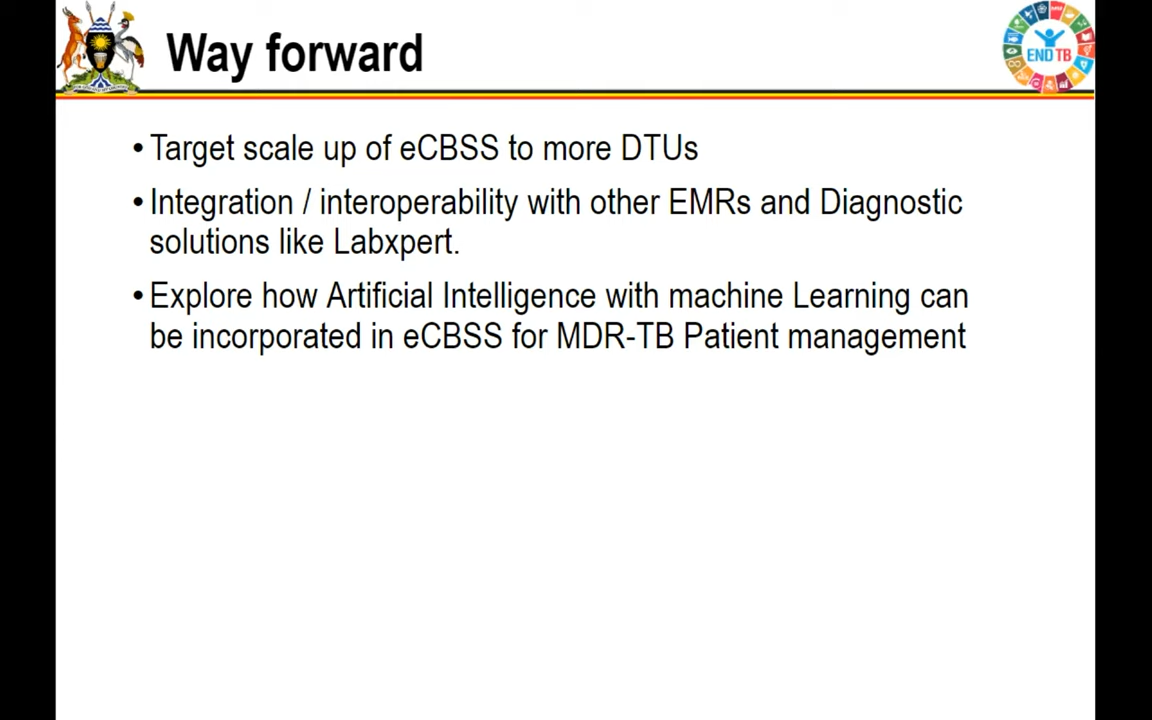 Way forward
END TB
• Target scale up of eCBSS to more DTUs
• Integration / interoperability with other EMRs and Diagnostic
solutions like Labxpert.
• Explore how Artificial Intelligence with machine Learning can
be incorporated in eCBSS for MDR-TB Patient management